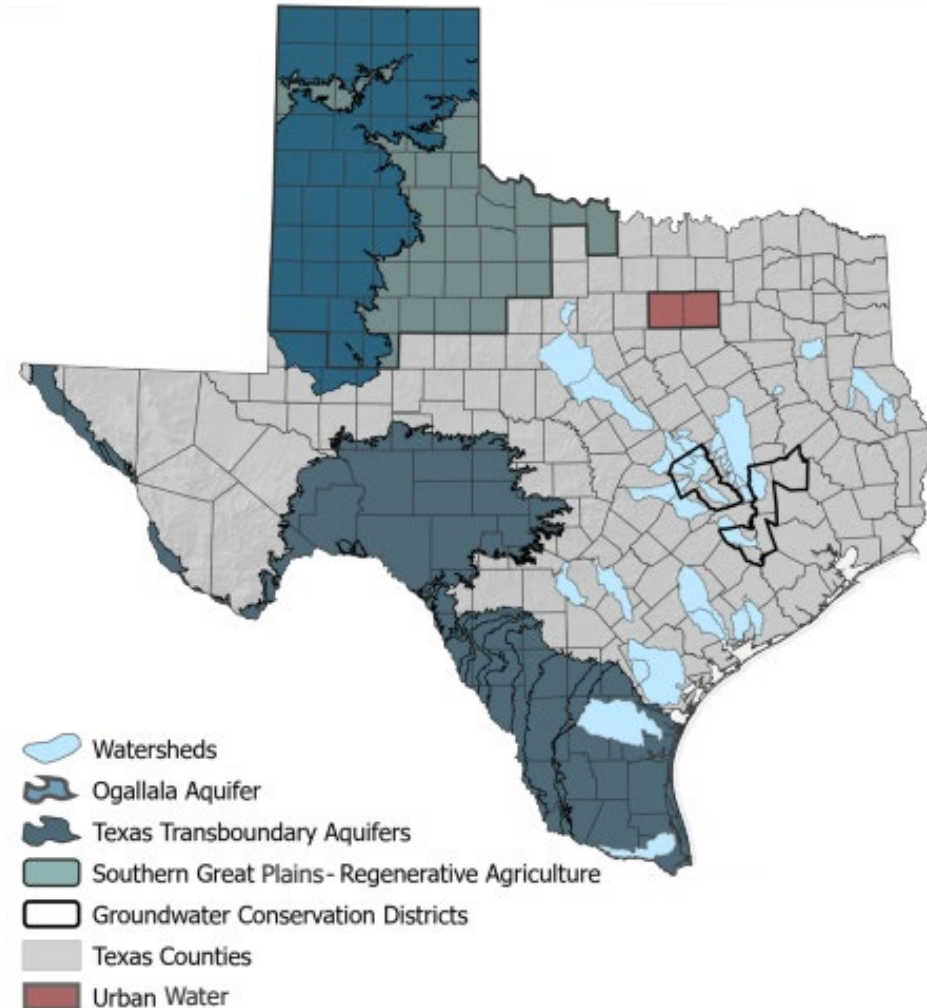 Watersheds
Ogallala Aquifer
Texas Transboundary Aquifers
Southern Great Plains - Regenerative Agriculture
Groundwater Conservation Districts
Texas Counties
Urban Water